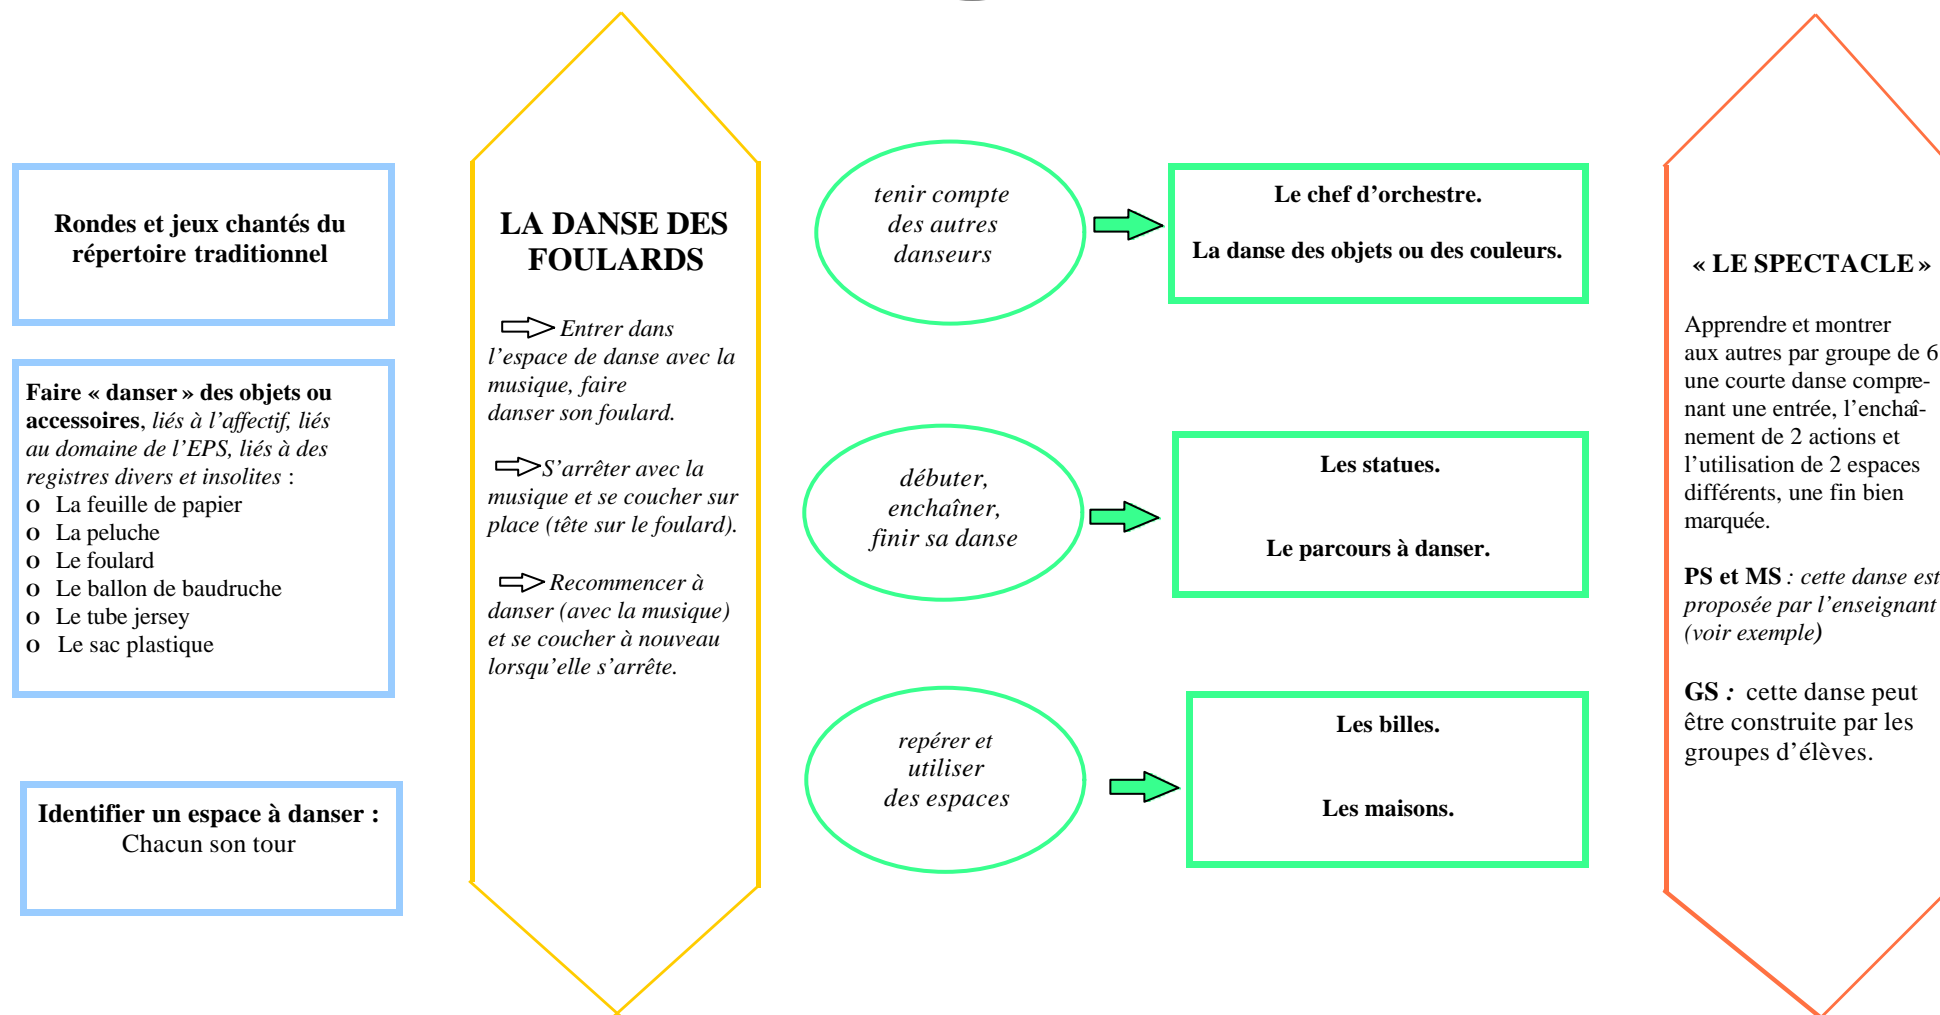 Rondes et jeux chantés du
répertoire traditionnel
Faire « danser » des objets ou
accessoires, liés à l’affectif, liés
au domaine de l’EPS, liés à des
registres divers et insolites :
o La feuille de papier
o La peluche
o Le foulard
o Le ballon de baudruche
o Le tube jersey
o Le sac plastique
Identifier un espace à danser :
Chacun son tour
LA DANSE DES
FOULARDS
Entrer dans
l’espace de danse avec la
musique, faire
danser son foulard.
S’arrêter avec la
musique et se coucher sur
place (tête sur le foulard).
Recommencer à
danser (avec la musique)
et se coucher à nouveau
lorsqu’elle s’arrête.
tenir compte
des autres
danseurs
Le chef d’orchestre.
La danse des objets ou des couleurs.
débuter,
enchaîner,
finir sa danse
Les statues.
Le parcours à danser.
repérer et
utiliser
des espaces
Les billes.
Les maisons.
« LE SPECTACLE »
Apprendre et montrer
aux autres par groupe de 6
une courte danse compre-
nant une entrée, l’enchaî-
nement de 2 actions et
l’utilisation de 2 espaces
différents, une fin bien
marquée.
PS et MS : cette danse est
proposée par l’enseignant
(voir exemple)
GS : cette danse peut
être construite par les
groupes d’élèves.